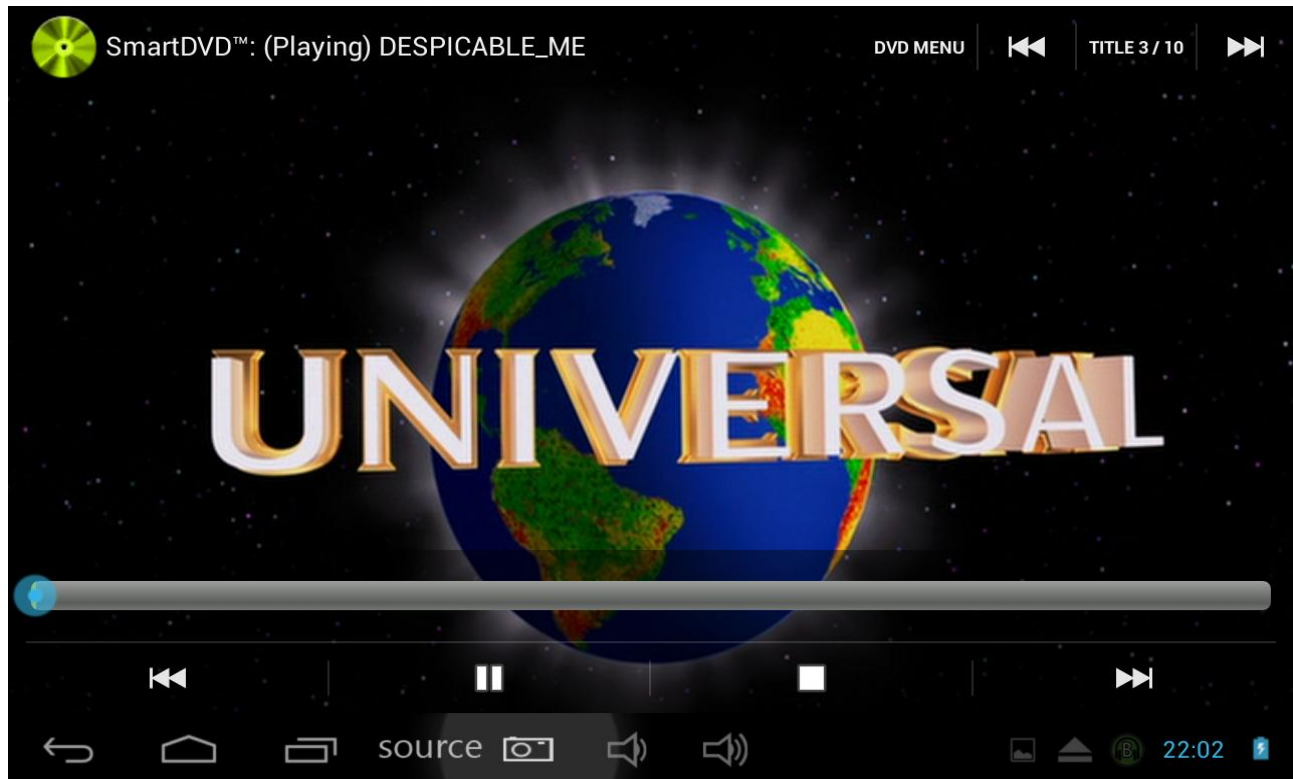 SmartDVD™: (Playing) DESPICABLE_ME
DVD MENU
TITLE 3 / 10
UNIVERSAL
source
B
22:02